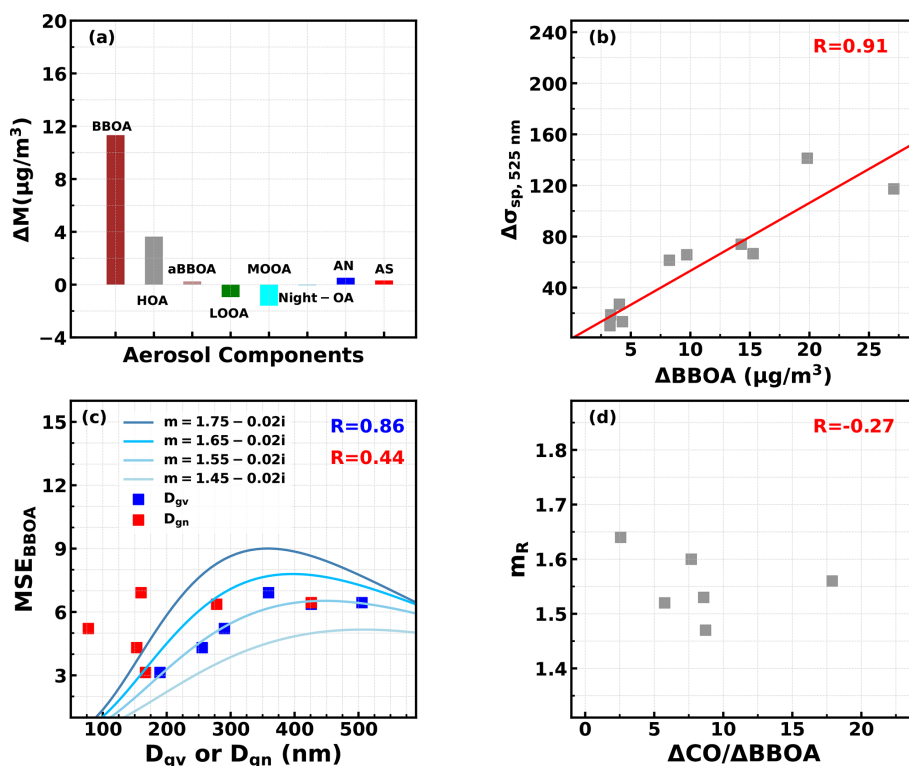 (a)
20
16
12
8
4
0
−4
ΔM(μg/m³)
BBOA
HOA
aBBOA
LOOA
MOOA
Night−OA
AN
AS
Aerosol Components
(b)
R=0.91
240
200
160
120
80
40
Δσsp, 525 nm
5 10 15 20 25
ΔBBOA (μg/m³)
(c)
m=1.75−0.02i
m=1.65−0.02i
m=1.55−0.02i
m=1.45−0.02i
Dgv
Dgn
R=0.86
R=0.44
15
12
9
6
3
MSEBBOA
100 200 300 400 500
Dgv or Dgn (nm)
(d)
R=-0.27
1.8
1.7
1.6
1.5
1.4
mR
0 5 10 15 20
ΔCO/ΔBBOA